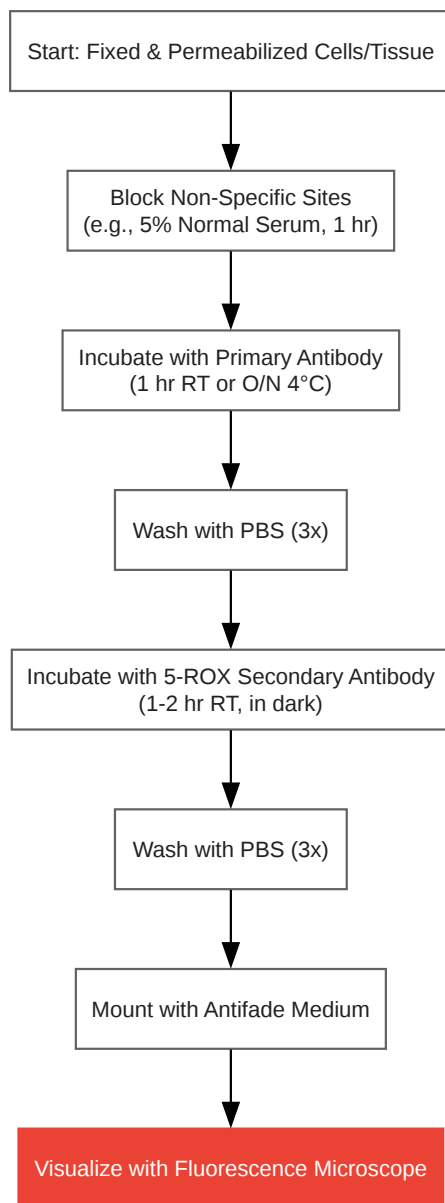 Start: Fixed & Permeabilized Cells/Tissue
Block Non-Specific Sites
(e.g., 5% Normal Serum, 1 hr)
Incubate with Primary Antibody
(1 hr RT or O/N 4°C)
Wash with PBS (3x)
Incubate with 5-ROX Secondary Antibody
(1-2 hr RT, in dark)
Wash with PBS (3x)
Mount with Antifade Medium
Visualize with Fluorescence Microscope